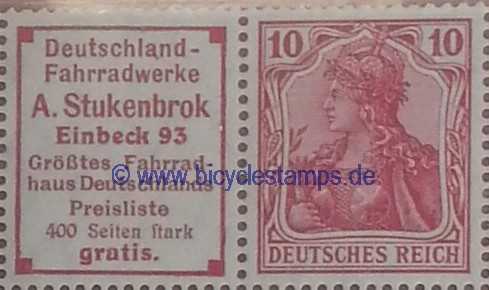 Deutschland-
Fahrradwerke
A. Stukenbrok
Einbeck 93
Größtes Fahrrad-
haus Deutschlands
Preisliste
400 Seiten stark
gratis.
10 10
DEUTSCHES REICH
© www.bicyclestamps.de